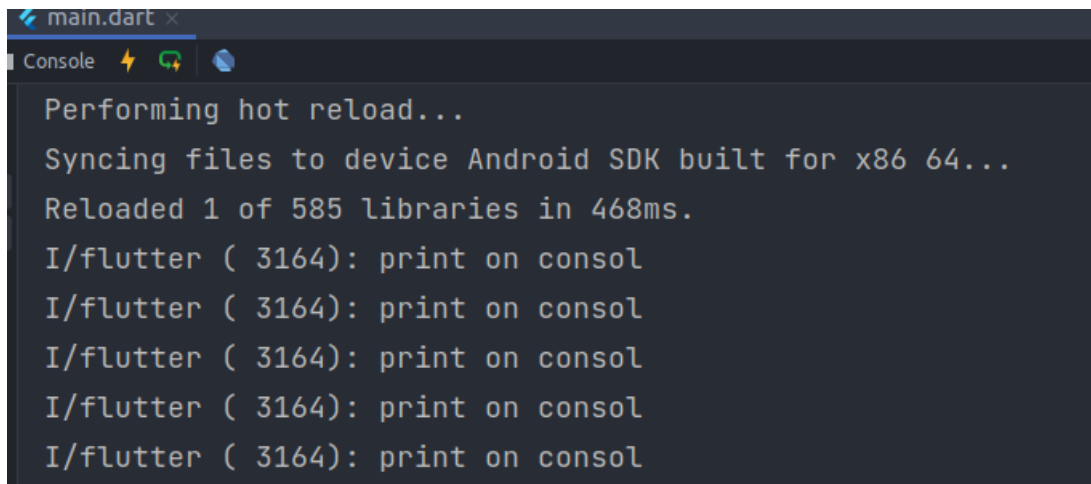 main.dart ×
Console
Performing hot reload...
Syncing files to device Android SDK built for x86 64...
Reloaded 1 of 585 libraries in 468ms.
I/flutter ( 3164): print on consol
I/flutter ( 3164): print on consol
I/flutter ( 3164): print on consol
I/flutter ( 3164): print on consol
I/flutter ( 3164): print on consol